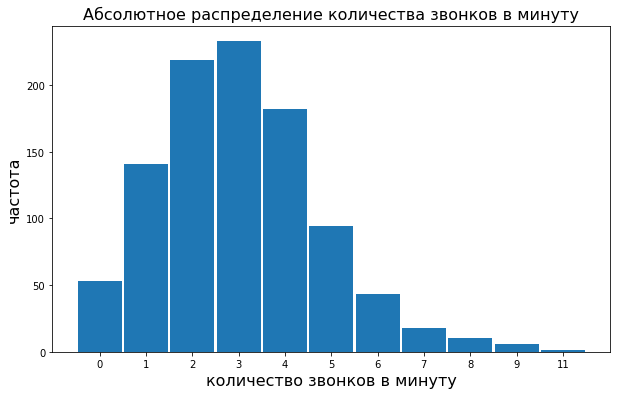 Абсолютное распределение количества звонков в минуту
частота
200
150
100
50
0
0 1 2 3 4 5 6 7 8 9 11
количество звонков в минуту